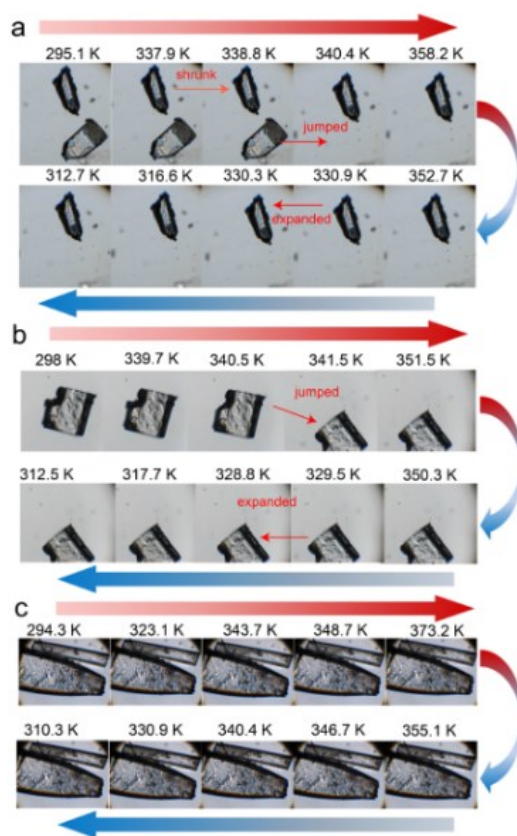 a
295.1 K 337.9 K 338.8 K 340.4 K 358.2 K
shrunk
jumped
312.7 K 316.6 K 330.3 K 330.9 K 352.7 K
expanded
b
298 K 339.7 K 340.5 K 341.5 K 351.5 K
jumped
312.5 K 317.7 K 328.8 K 329.5 K 350.3 K
expanded
c
294.3 K 323.1 K 343.7 K 348.7 K 373.2 K
310.3 K 330.9 K 340.4 K 346.7 K 355.1 K